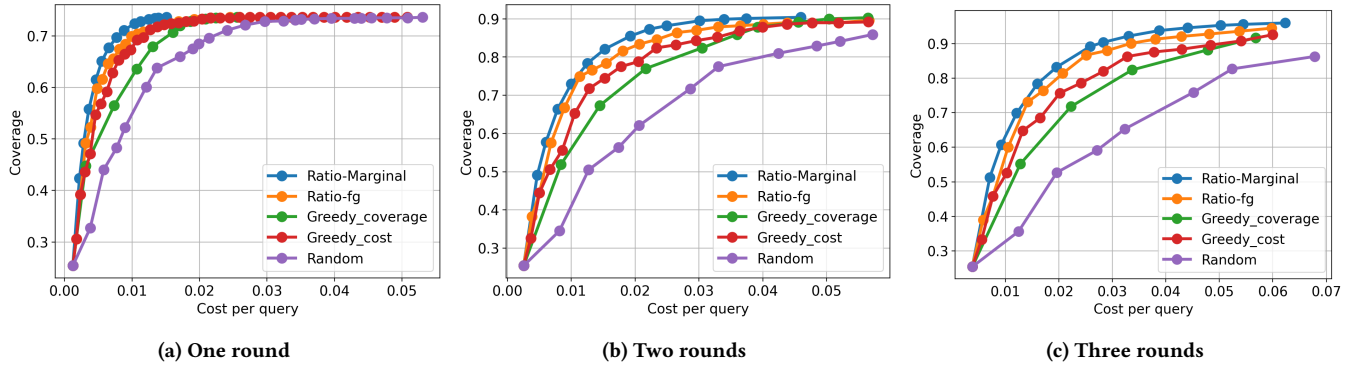 0.7
0.6
0.5
0.4
0.3
Coverage
0.00 0.01 0.02 0.03 0.04 0.05
Cost per query
Ratio-Marginal
Ratio-fg
Greedy_coverage
Greedy_cost
Random
(a) One round
0.9
0.8
0.7
0.6
0.5
0.4
0.3
Coverage
0.00 0.01 0.02 0.03 0.04 0.05
Cost per query
Ratio-Marginal
Ratio-fg
Greedy_coverage
Greedy_cost
Random
(b) Two rounds
0.9
0.8
0.7
0.6
0.5
0.4
0.3
Coverage
0.01 0.02 0.03 0.04 0.05 0.06 0.07
Cost per query
Ratio-Marginal
Ratio-fg
Greedy_coverage
Greedy_cost
Random
(c) Three rounds